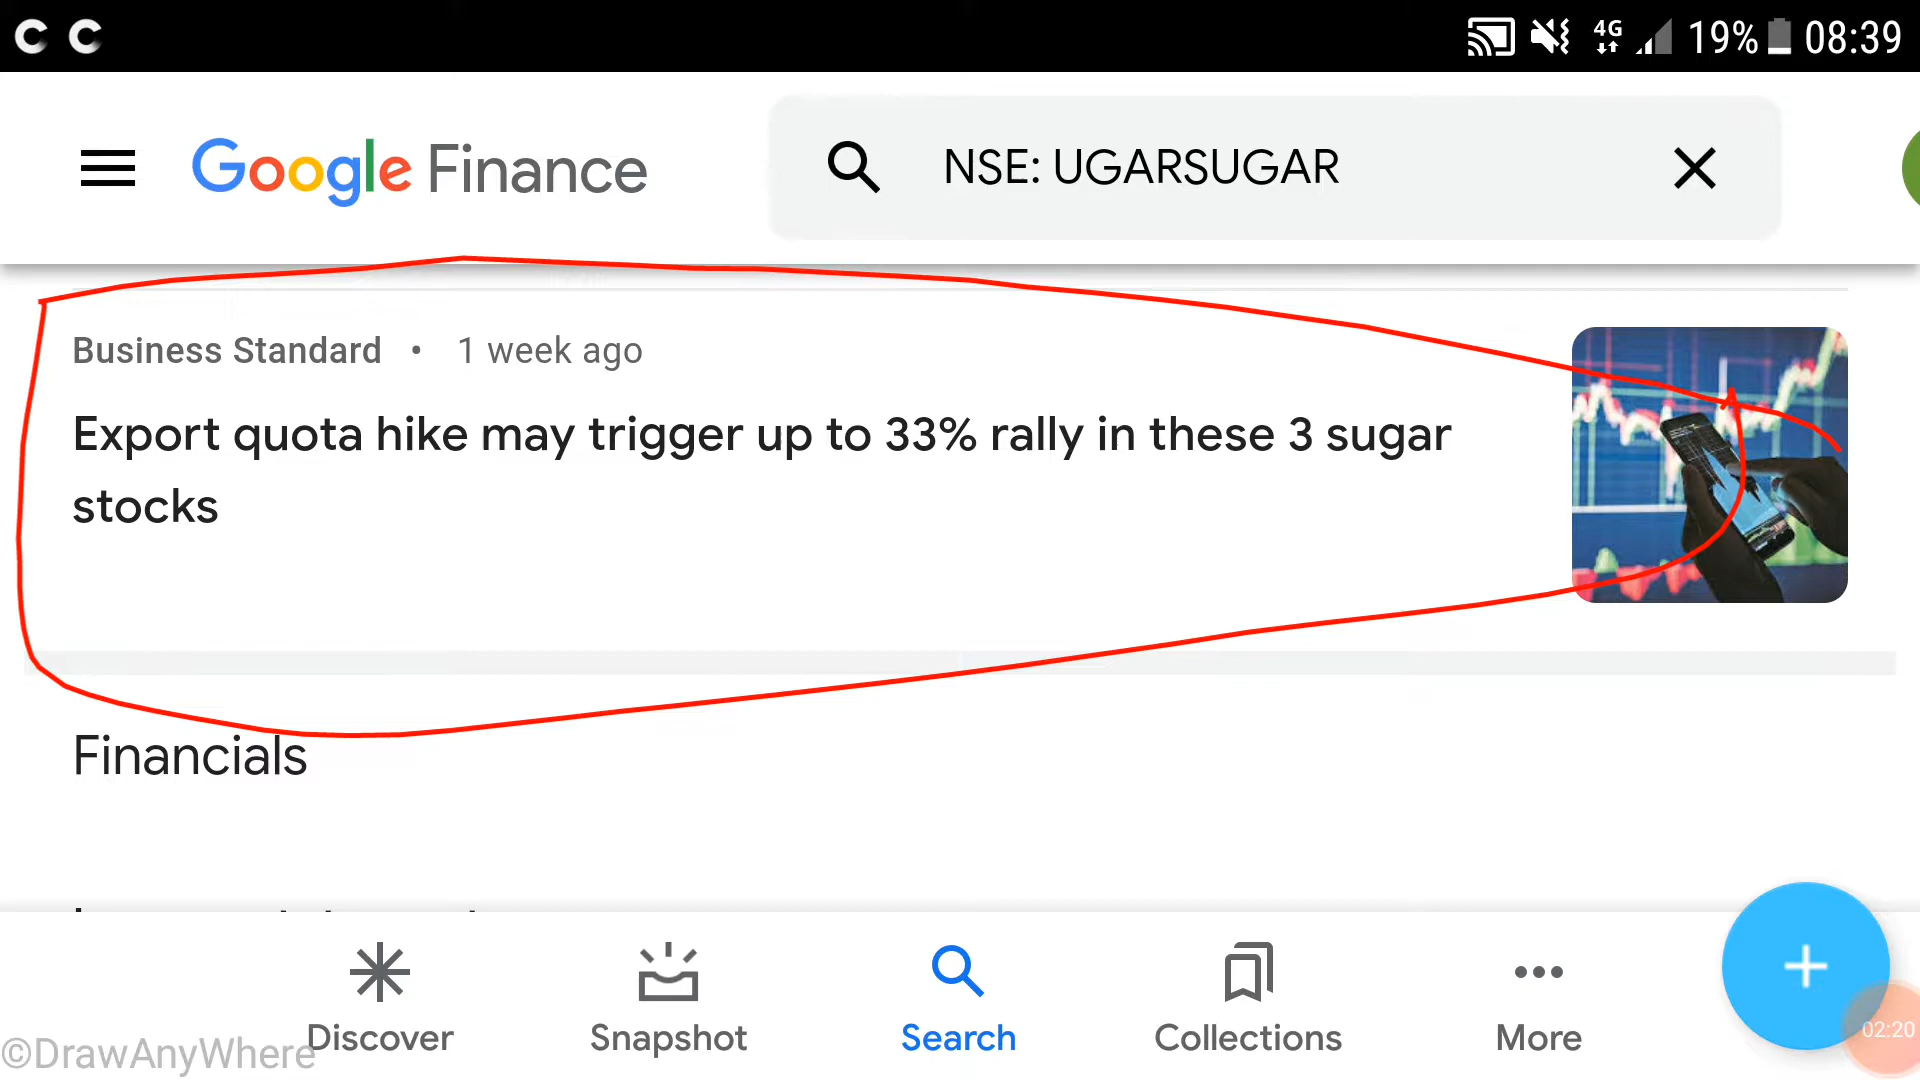 4G 19% 08:39
Google Finance
NSE: UGARSUGAR
Business Standard • 1 week ago
Export quota hike may trigger up to 33% rally in these 3 sugar
stocks
Financials
Discover
Snapshot
Search
Collections
More
02:20
©DrawAnyWhere